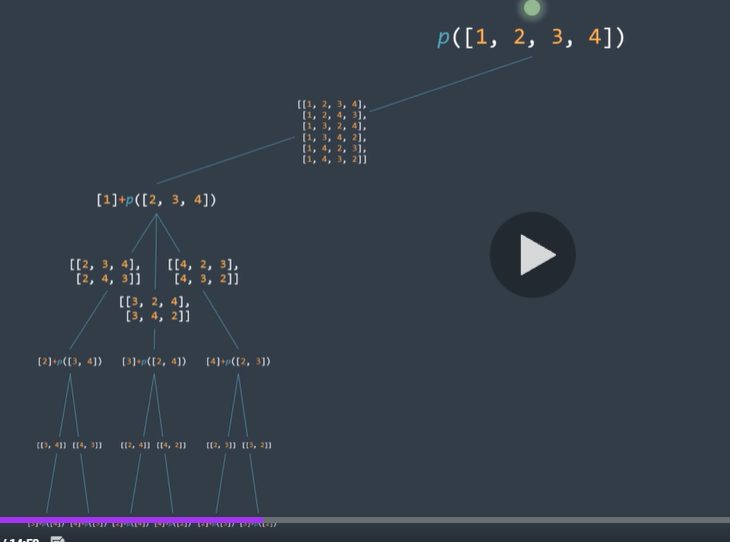 p([1, 2, 3, 4])
[[1, 2, 3, 4],
[1, 2, 4, 3],
[1, 3, 2, 4],
[1, 3, 4, 2],
[1, 4, 2, 3],
[1, 4, 3, 2]]
[1]+p([2, 3, 4])
[[2, 3, 4],
[2, 4, 3]]
[[4, 2, 3],
[4, 3, 2]]
[[3, 2, 4],
[3, 4, 2]]
[2]+p([3, 4]) [3]+p([2, 4]) [4]+p([2, 3])
[[3, 4]] [[4, 3]] [[2, 4]] [[4, 2]] [[2, 3]] [[3, 2]]